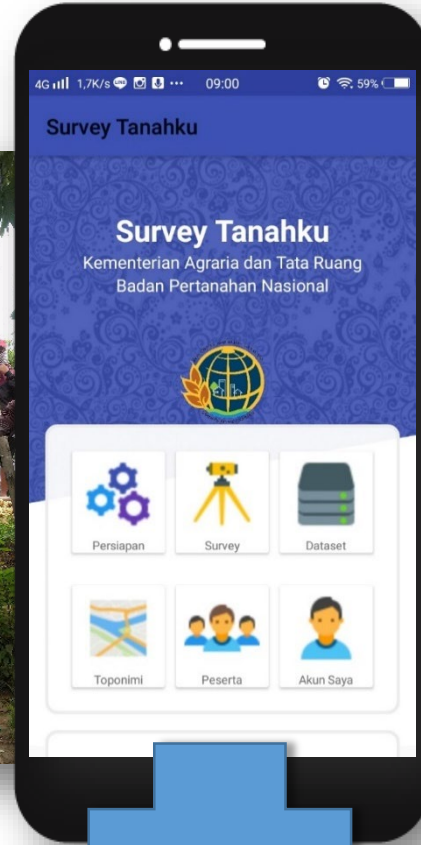 4G 1,7K/s 09:00 59%
Survey Tanahku
Survey Tanahku
Kementerian Agraria dan Tata Ruang
Badan Pertanahan Nasional
Persiapan Survey Dataset
Toponimi Peserta Akun Saya